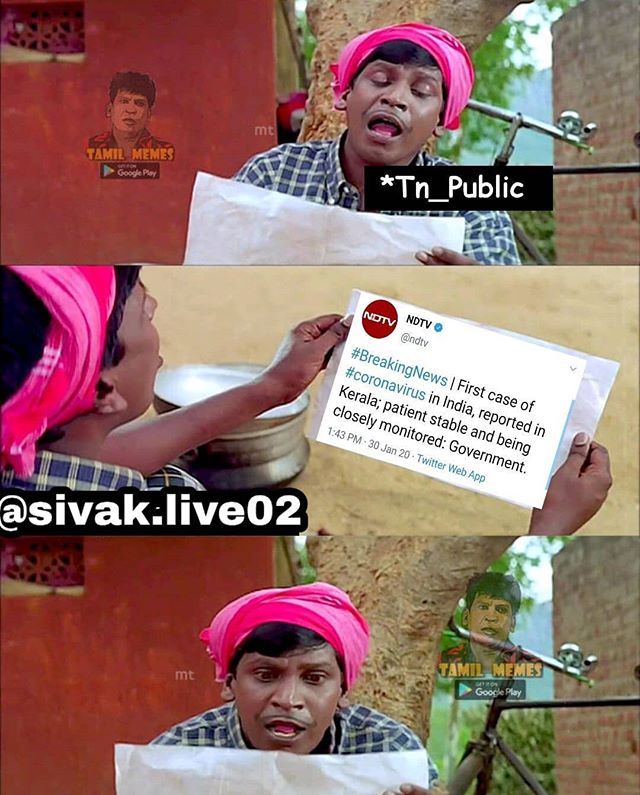 TAMIL MEMES
GET IT ON
Google Play
mt
*Tn_Public
NDTV
NDTV
@ndtv
#BreakingNews | First case of
#coronavirus in India, reported in
Kerala; patient stable and being
closely monitored: Government.
1:43 PM · 30 Jan 20 · Twitter Web App
@sivak.live02
TAMIL MEMES
GET IT ON
Google Play
mt